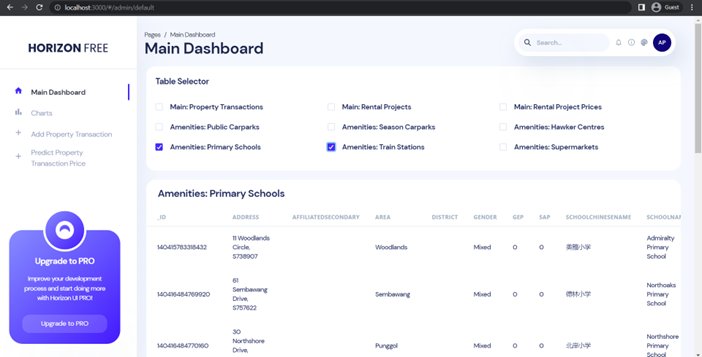 localhost:3000/#/admin/default
Guest
HORIZON FREE
Main Dashboard
Charts
Add Property Transaction
Predict Property
Tranasction Price
Upgrade to PRO
Improve your development
process and start doing more
with Horizon UI PRO!
Upgrade to PRO
Pages / Main Dashboard
Main Dashboard
Search...
AP
Table Selector
Main: Property Transactions
Main: Rental Projects
Main: Rental Project Prices
Amenities: Public Carparks
Amenities: Season Carparks
Amenities: Hawker Centres
Amenities: Primary Schools
Amenities: Train Stations
Amenities: Supermarkets
Amenities: Primary Schools
_ID ADDRESS AFFILIATEDSECONDARY AREA DISTRICT GENDER GEP SAP SCHOOLCHINESENAME SCHOOLNA
140415783318432
11 Woodlands
Circle,
S738907
Woodlands
Mixed
0
0
小学
Admiralty
Primary
School
140416484769920
61
Sembawang
Drive,
S757622
Sembawang
Mixed
0
0
德林小学
Northoaks
Primary
School
140416484770160
30
Northshore
Drive,
Punggol
Mixed
0
0
北岸小学
Northshore
Primary
School